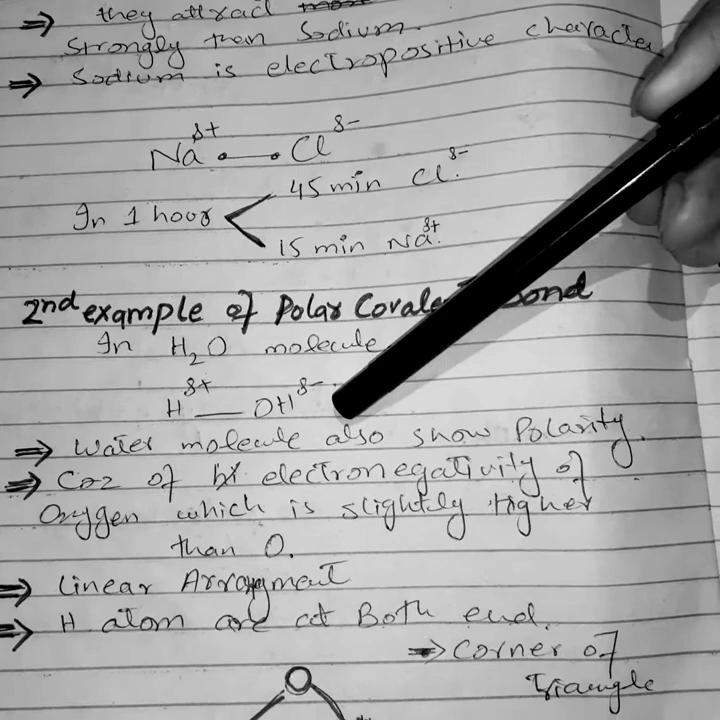 ⇒ they attract
strongly then Sodium.
⇒ Sodium is electropositive character
Na δ+ •—• Cl δ-
In 1 hour < 45 min Cl. δ-
15 min Na. δ+
2nd example of Polar Covale Bond
In H₂O molecule
H δ+ — OH δ-
⇒ Water molecule also show Polarity.
⇒ Coz of electronegativity of
Oxygen which is slightly Higher
than O.
⇒ Linear Arrangment
⇒ H atom are at Both end.
⇒ Corner of
Triangle